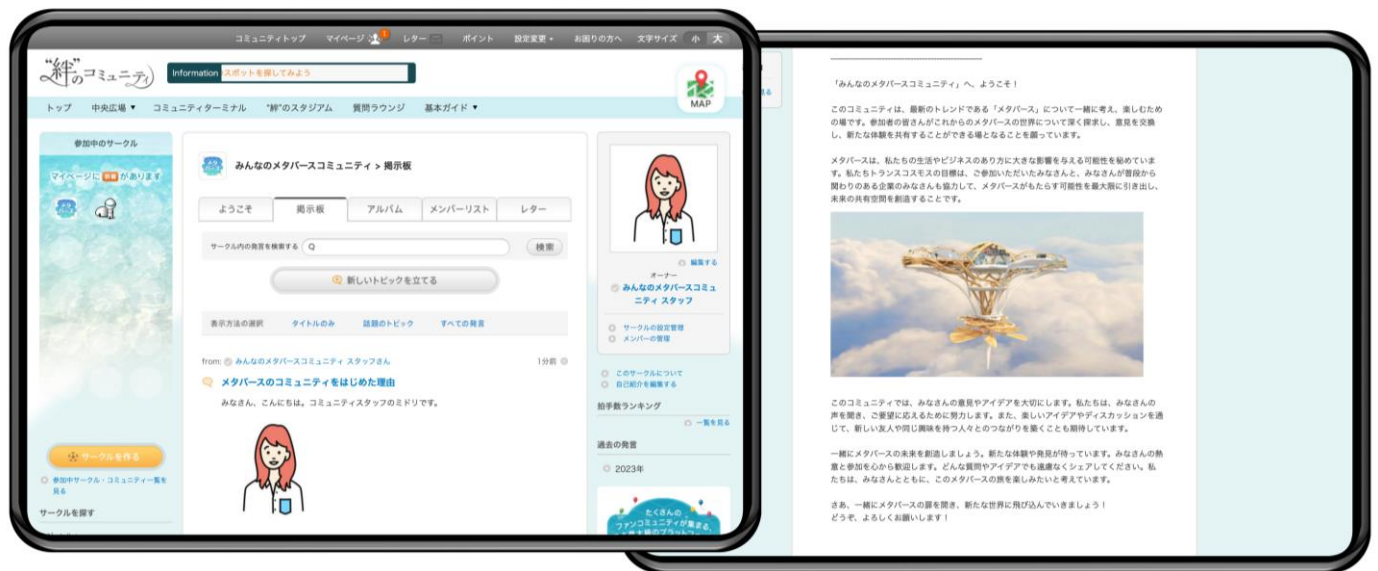 コミュニティトップ マイページ 1 レター ポイント 設定変更 お困りの方へ 文字サイズ 小 大
“絆”のコミュニティ
Information スポットを探してみよう
MAP
トップ 中央広場 ▼ コミュニティターミナル “絆”のスタジアム 質問ラウンジ 基本ガイド ▼
参加中のサークル
マイページに新着があります
サークルを作る
参加中サークル・コミュニティ一覧を
見る
サークルを探す
みんなのメタバースコミュニティ > 掲示板
ようこそ 掲示板 アルバム メンバーリスト レター
サークル内の発言を検索する 検索
新しいトピックを立てる
表示方法の選択 タイトルのみ 話題のトピック すべての発言
from: みんなのメタバースコミュニティ スタッフさん 1分前
メタバースのコミュニティをはじめた理由
みなさん、こんにちは。コミュニティスタッフのミドリです。
編集する
オーナー
みんなのメタバースコミュ
ニティ スタッフ
サークルの設定管理
メンバーの管理
このサークルについて
自己紹介を編集する
拍手数ランキング
一覧を見る
過去の発言
2023年
たくさんの
ファンコミュニティが集まる、
見る
「みんなのメタバースコミュニティ」へ、ようこそ！
このコミュニティは、最新のトレンドである「メタバース」について一緒に考え、楽しむため
の場です。参加者の皆さんがこれからのメタバースの世界について深く探求し、意見を交換
し、新たな体験を共有することができる場となることを願っています。
メタバースは、私たちの生活やビジネスのあり方に大きな影響を与える可能性を秘めていま
す。私たちトランスコスモスの目標は、ご参加いただいたみなさんと、みなさんが普段から
関わりのある企業のみなさんも協力して、メタバースがもたらす可能性を最大限に引き出し、
未来の共有空間を創造することです。
このコミュニティでは、みなさんの意見やアイデアを大切にします。私たちは、みなさんの
声を聞き、ご要望に応えるために努力します。また、楽しいアイデアやディスカッションを通
じて、新しい友人や同じ興味を持つ人々とのつながりを築くことも期待しています。
一緒にメタバースの未来を創造しましょう。新たな体験や発見が待っています。みなさんの熱
意と参加を心から歓迎します。どんな質問やアイデアでも遠慮なくシェアしてください。私
たちは、みなさんとともに、このメタバースの旅を楽しみたいと考えています。
さあ、一緒にメタバースの扉を開き、新たな世界に飛び込んでいきましょう！
どうぞ、よろしくお願いします！